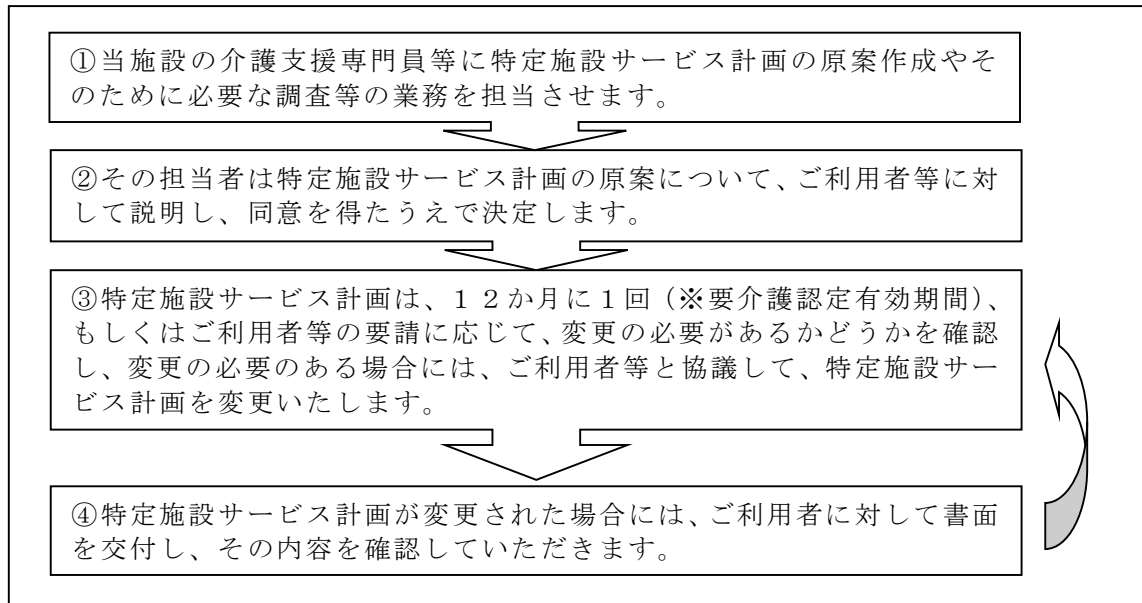 ①当施設の介護支援専門員等に特定施設サービス計画の原案作成やそ
のために必要な調査等の業務を担当させます。
②その担当者は特定施設サービス計画の原案について、ご利用者等に対
して説明し、同意を得たうえで決定します。
③特定施設サービス計画は、１２か月に１回（※要介護認定有効期間）、
もしくはご利用者等の要請に応じて、変更の必要があるかどうかを確認
し、変更の必要のある場合には、ご利用者等と協議して、特定施設サー
ビス計画を変更いたします。
④特定施設サービス計画が変更された場合には、ご利用者に対して書面
を交付し、その内容を確認していただきます。